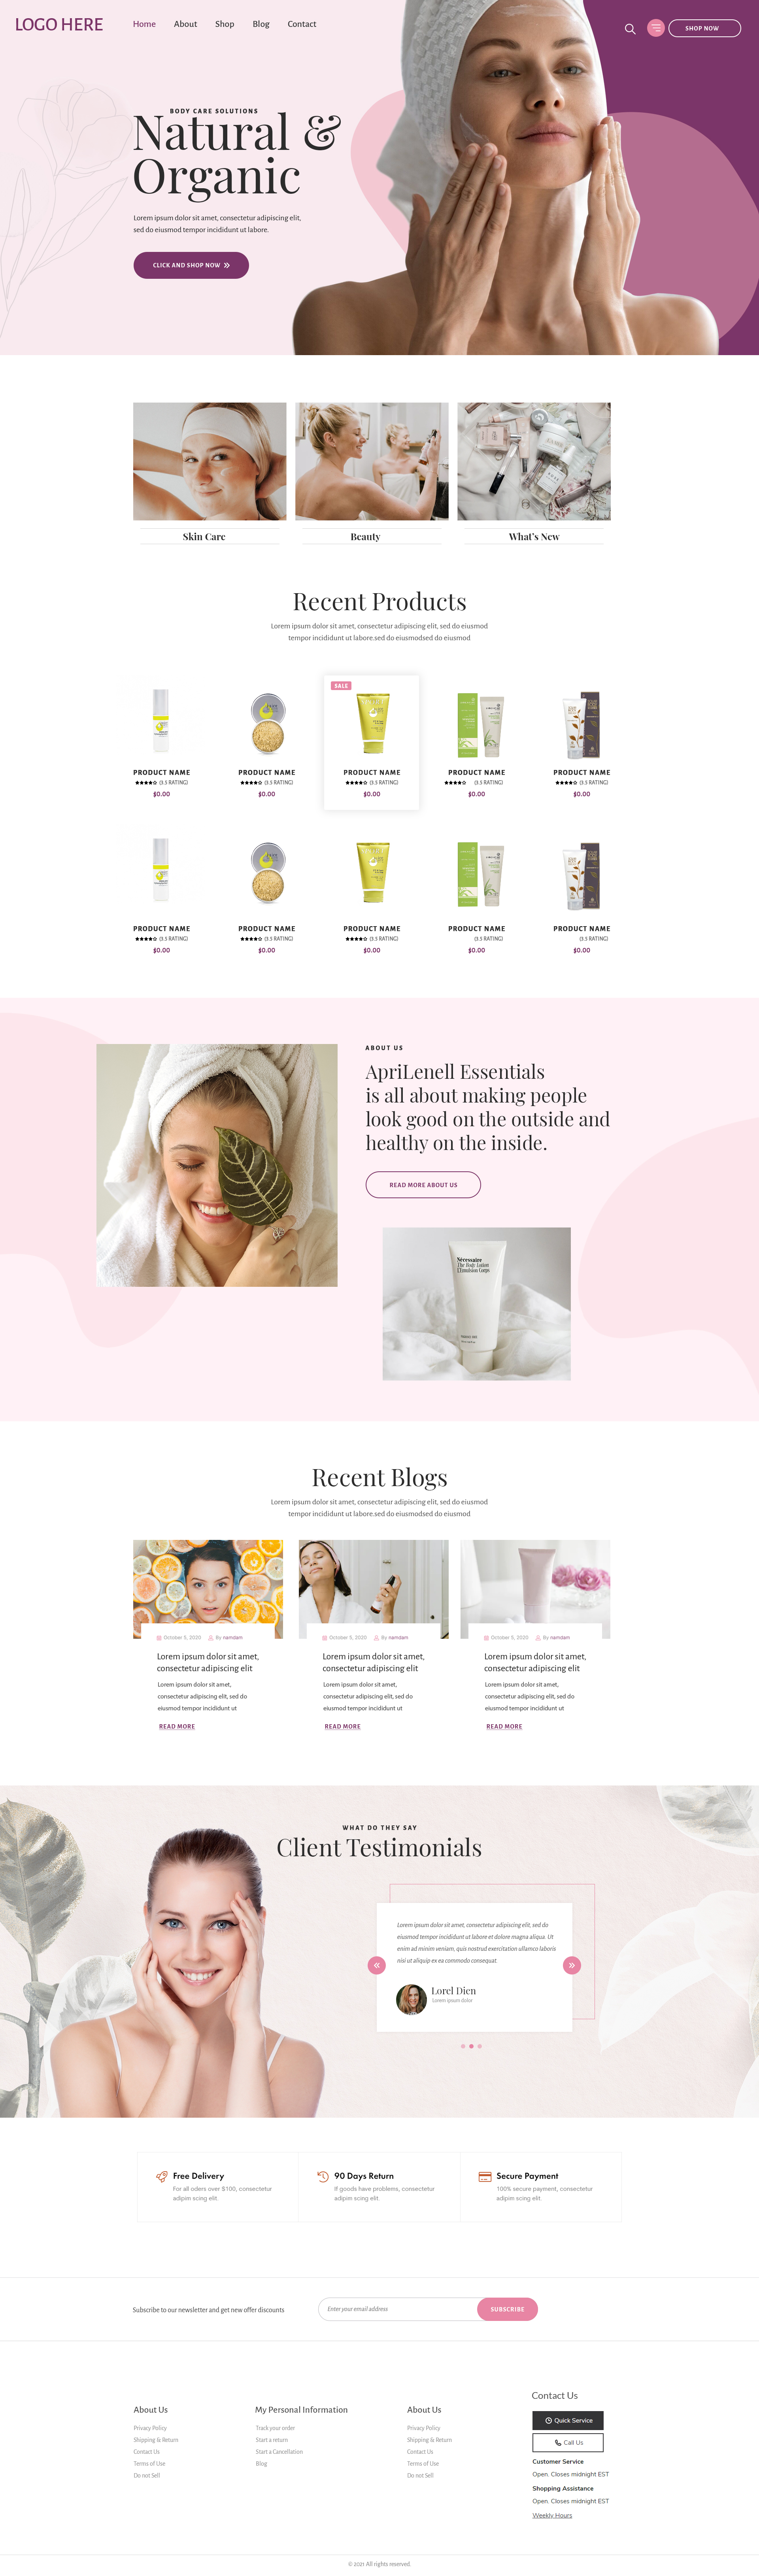 LOGO HERE
Home About Shop Blog Contact
SHOP NOW
BODY CARE SOLUTIONS
Natural &
Organic
Lorem ipsum dolor sit amet, consectetur adipiscing elit,
sed do eiusmod tempor incididunt ut labore.
CLICK AND SHOP NOW
Skin Care
Beauty
What's New
Recent Products
Lorem ipsum dolor sit amet, consectetur adipiscing elit, sed do eiusmod
tempor incididunt ut labore.sed do eiusmodsed do eiusmod
SALE
PRODUCT NAME PRODUCT NAME PRODUCT NAME PRODUCT NAME PRODUCT NAME
(3.5 RATING) (3.5 RATING) (3.5 RATING) (3.5 RATING) (3.5 RATING)
$0.00 $0.00 $0.00 $0.00 $0.00
PRODUCT NAME PRODUCT NAME PRODUCT NAME PRODUCT NAME PRODUCT NAME
(3.5 RATING) (3.5 RATING) (3.5 RATING) (3.5 RATING) (3.5 RATING)
$0.00 $0.00 $0.00 $0.00 $0.00
ABOUT US
ApriLenell Essentials
is all about making people
look good on the outside and
healthy on the inside.
READ MORE ABOUT US
Nécessaire
The Body Lotion
L'Emulsion Corps
Recent Blogs
Lorem ipsum dolor sit amet, consectetur adipiscing elit, sed do eiusmod
tempor incididunt ut labore.sed do eiusmodsed do eiusmod
October 5, 2020 By namdam
Lorem ipsum dolor sit amet,
consectetur adipiscing elit
Lorem ipsum dolor sit amet,
consectetur adipiscing elit, sed do
eiusmod tempor incididunt ut
READ MORE
October 5, 2020 By namdam
Lorem ipsum dolor sit amet,
consectetur adipiscing elit
Lorem ipsum dolor sit amet,
consectetur adipiscing elit, sed do
eiusmod tempor incididunt ut
READ MORE
October 5, 2020 By namdam
Lorem ipsum dolor sit amet,
consectetur adipiscing elit
Lorem ipsum dolor sit amet,
consectetur adipiscing elit, sed do
eiusmod tempor incididunt ut
READ MORE
WHAT DO THEY SAY
Client Testimonials
Lorem ipsum dolor sit amet, consectetur adipiscing elit, sed do
eiusmod tempor incididunt ut labore et dolore magna aliqua. Ut
enim ad minim veniam, quis nostrud exercitation ullamco laboris
nisi ut aliquip ex ea commodo consequat.
Lorel Dien
Lorem ipsum dolor
Free Delivery
For all oders over $100, consectetur
adipim scing elit.
90 Days Return
If goods have problems, consectetur
adipim scing elit.
Secure Payment
100% secure payment, consectetur
adipim scing elit.
Subscribe to our newsletter and get new offer discounts
Enter your email address
SUBSCRIBE
About Us
Privacy Policy
Shipping & Return
Contact Us
Terms of Use
Do not Sell
My Personal Information
Track your order
Start a return
Start a Cancellation
Blog
About Us
Privacy Policy
Shipping & Return
Contact Us
Terms of Use
Do not Sell
Contact Us
Quick Service
Call Us
Customer Service
Open. Closes midnight EST
Shopping Assistance
Open. Closes midnight EST
Weekly Hours
© 2021 All rights reserved.